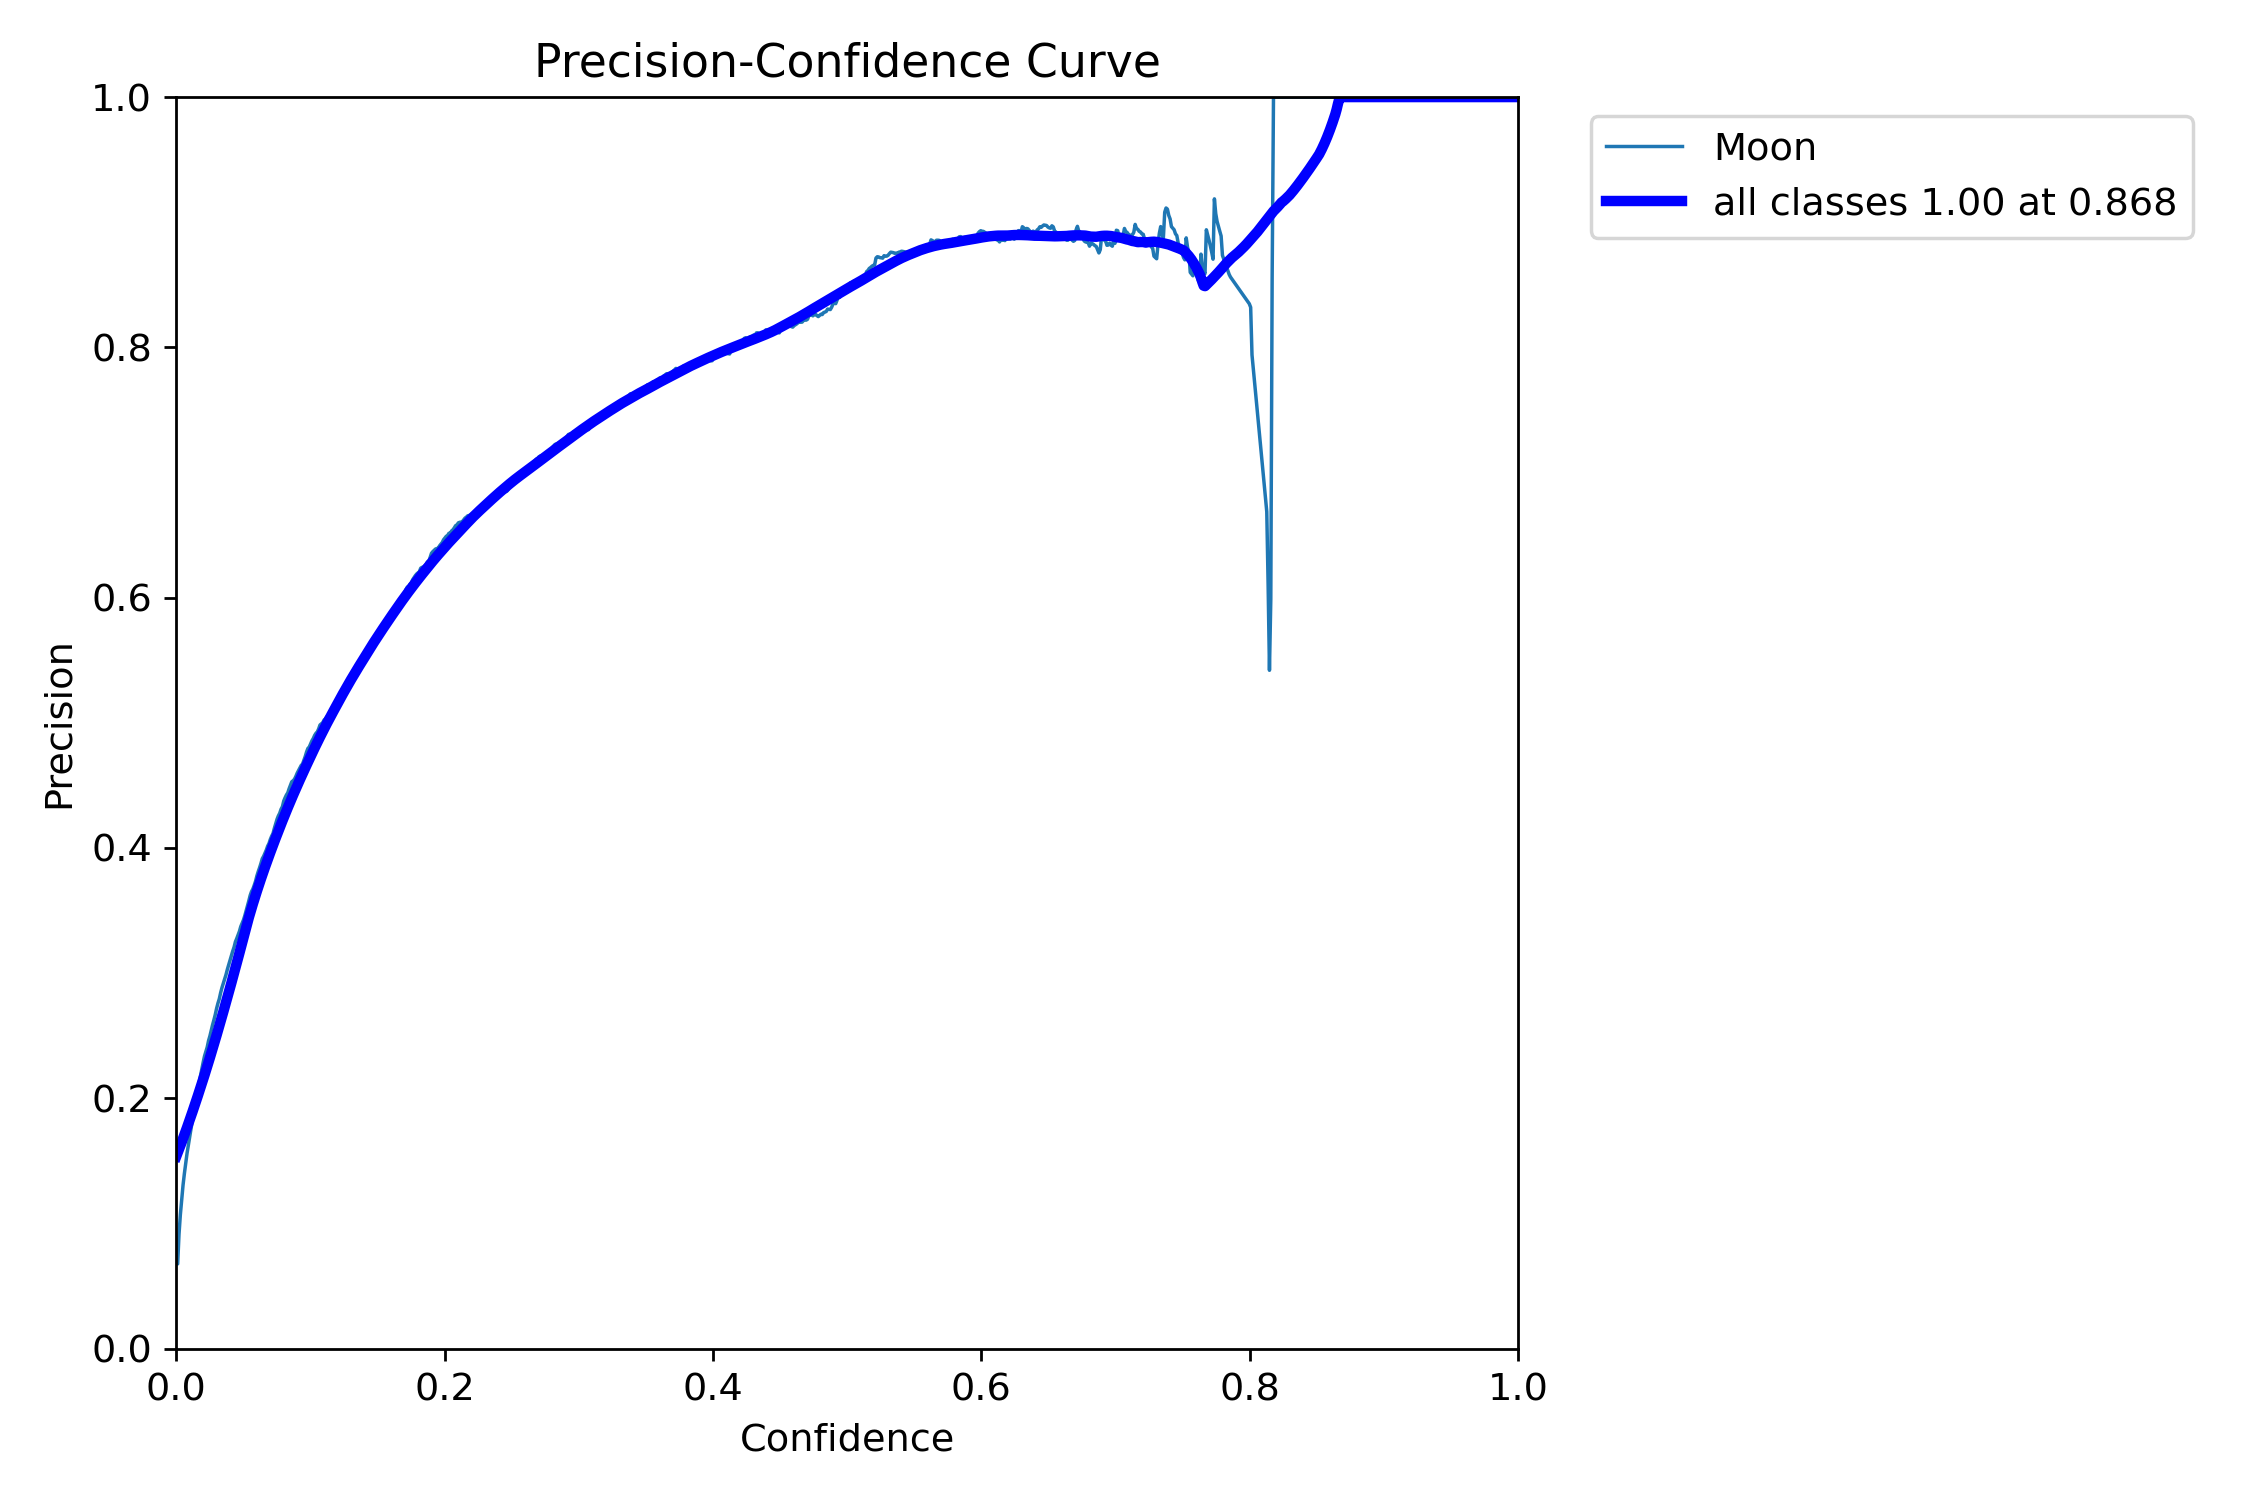 Precision-Confidence Curve
1.0
0.8
0.6
0.4
0.2
0.0
Precision
0.0 0.2 0.4 0.6 0.8 1.0
Confidence
Moon
all classes 1.00 at 0.868